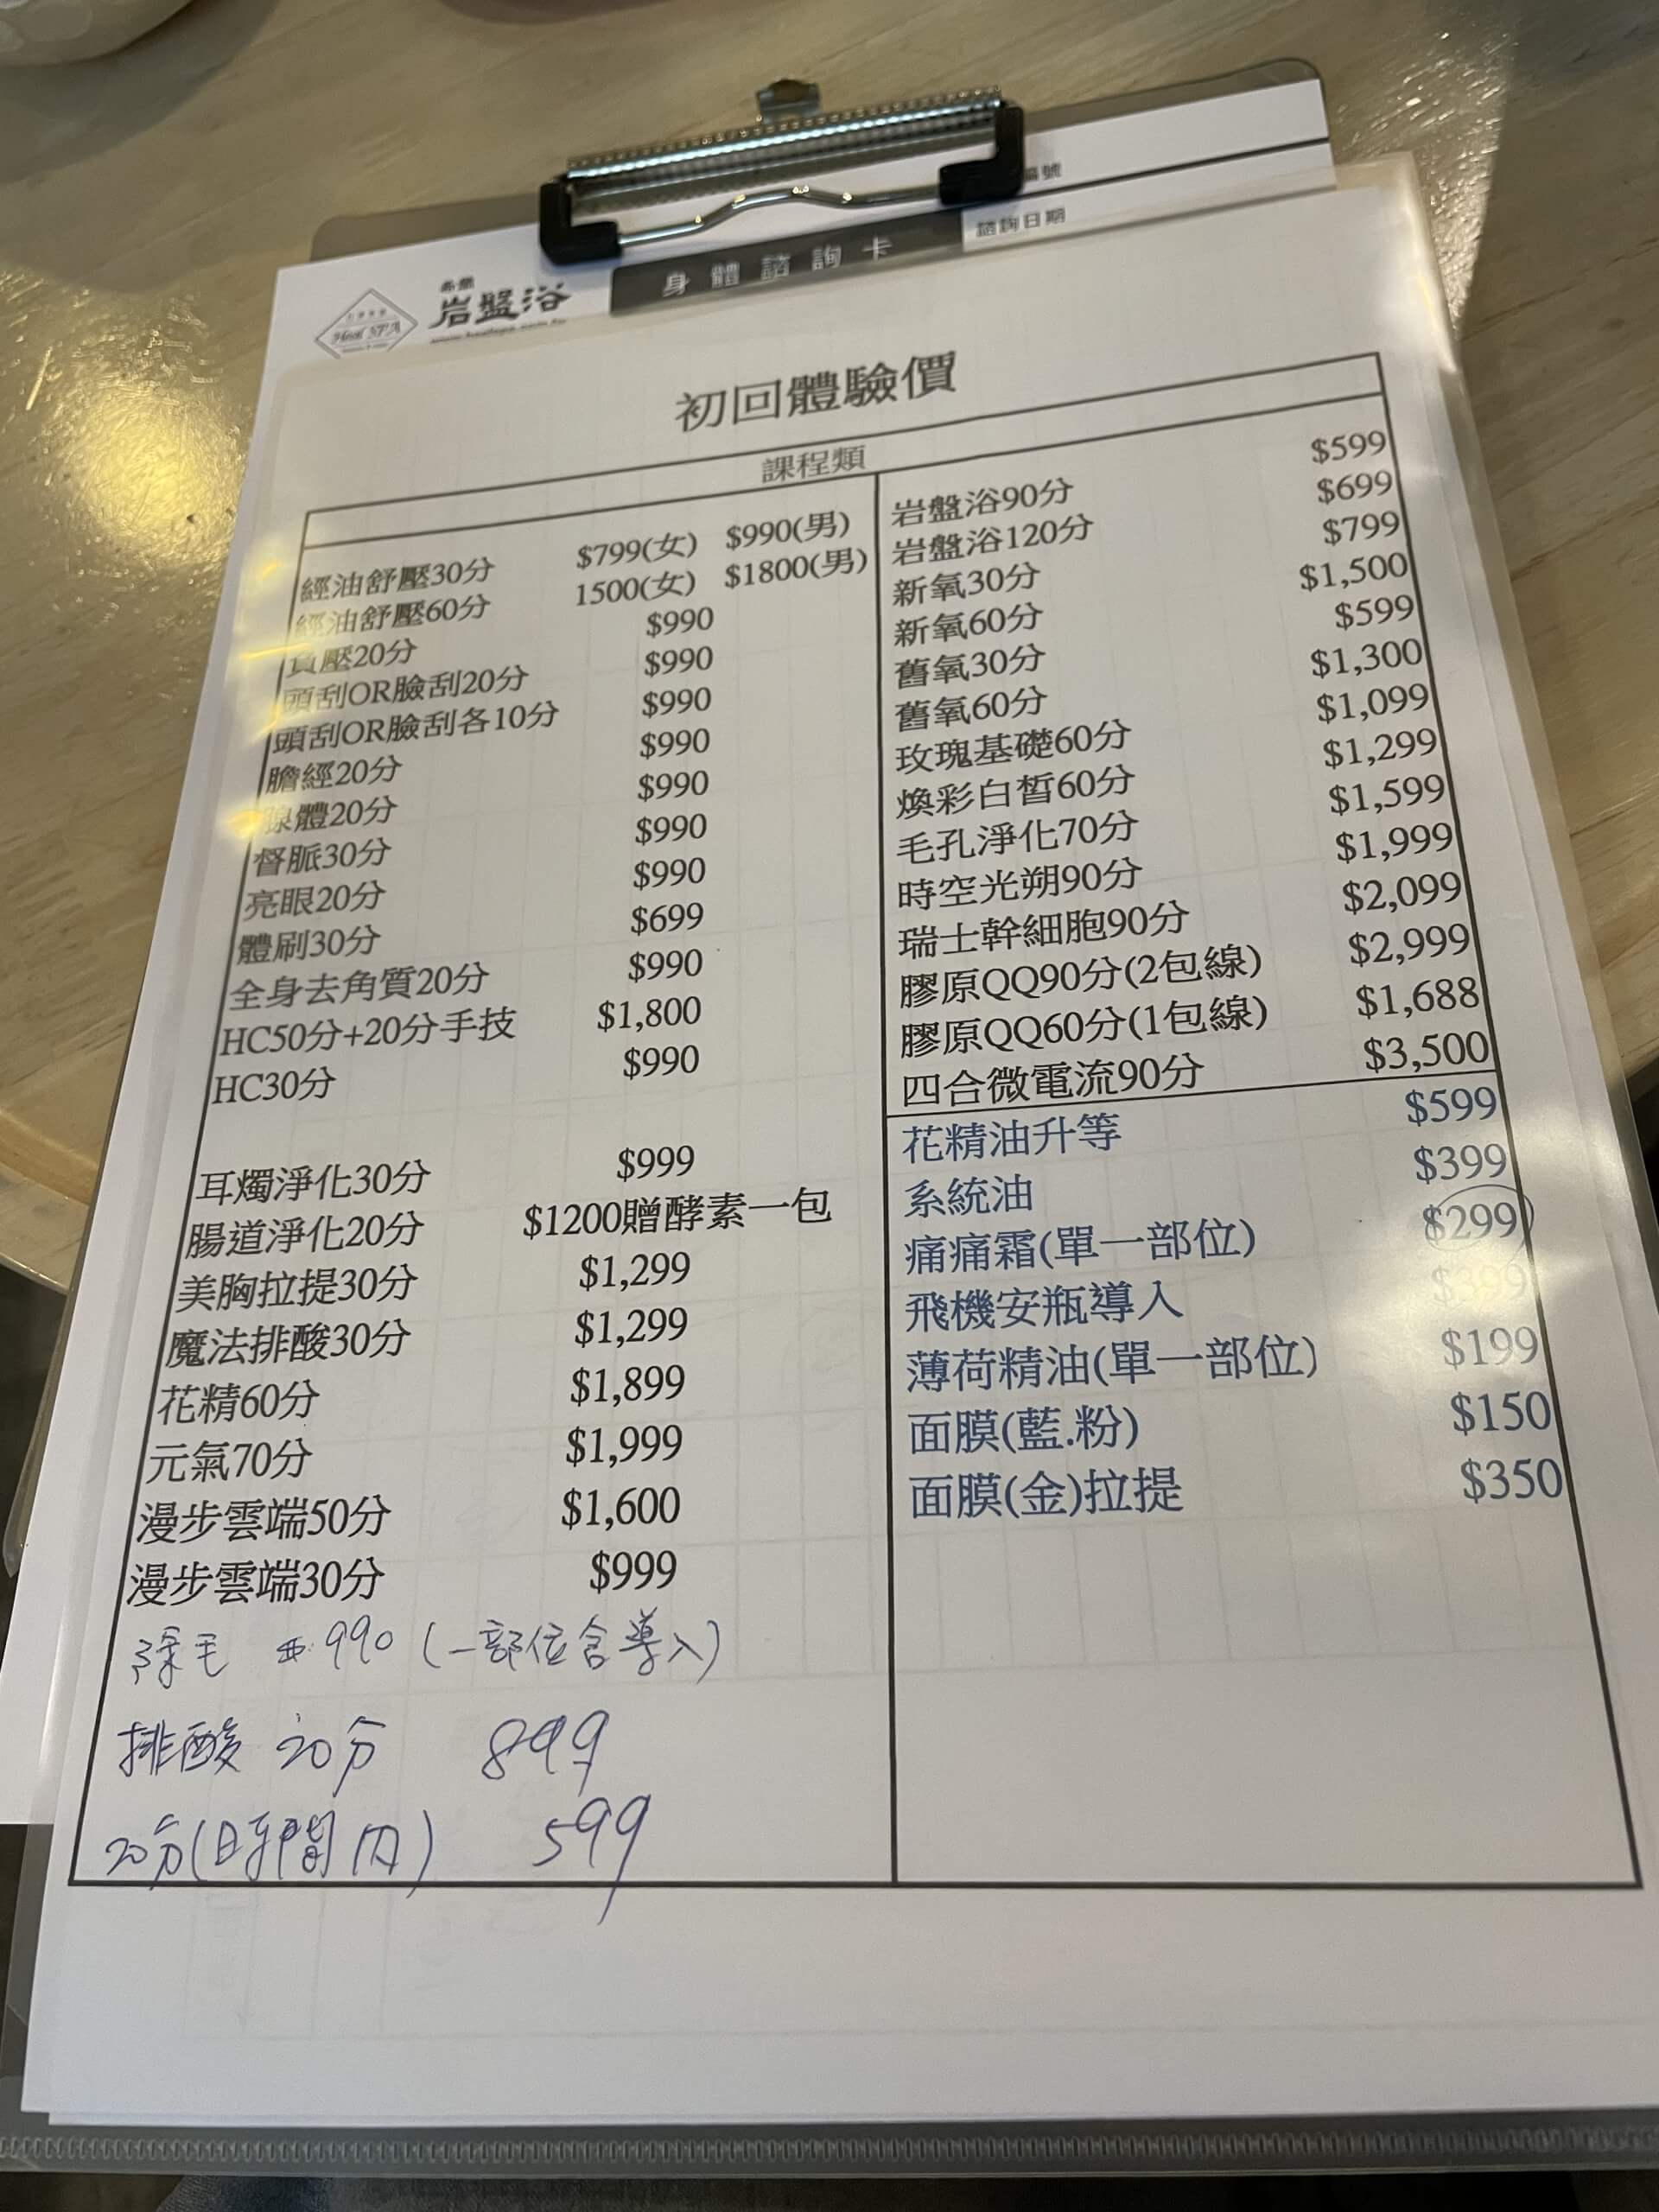 編號
諮詢日期
身體諮詢卡
Heal SPA
岩盤浴
初回體驗價
課程類
經油舒壓30分 $799(女) $990(男)
經油舒壓60分 1500(女) $1800(男)
負壓20分 $990
頭刮OR臉刮20分 $990
頭刮OR臉刮各10分 $990
膽經20分 $990
腺體20分 $990
督脈30分 $990
亮眼20分 $990
體刷30分 $699
全身去角質20分 $990
HC50分+20分手技 $1,800
HC30分 $990
耳燭淨化30分 $999
腸道淨化20分 $1200贈酵素一包
美胸拉提30分 $1,299
魔法排酸30分 $1,299
花精60分 $1,899
元氣70分 $1,999
漫步雲端50分 $1,600
漫步雲端30分 $999
除毛 $990 (一部位含導入)
排酸 20分 899
20分(時間內) 599
岩盤浴90分 $599
岩盤浴120分 $699
新氧30分 $799
新氧60分 $1,500
舊氧30分 $599
舊氧60分 $1,300
玫瑰基礎60分 $1,099
煥彩白皙60分 $1,299
毛孔淨化70分 $1,599
時空光朔90分 $1,999
瑞士幹細胞90分 $2,099
膠原QQ90分(2包線) $2,999
膠原QQ60分(1包線) $1,688
四合微電流90分 $3,500
花精油升等 $599
系統油 $399
痛痛霜(單一部位) $299
飛機安瓶導入 $399
薄荷精油(單一部位) $199
面膜(藍.粉) $150
面膜(金)拉提 $350